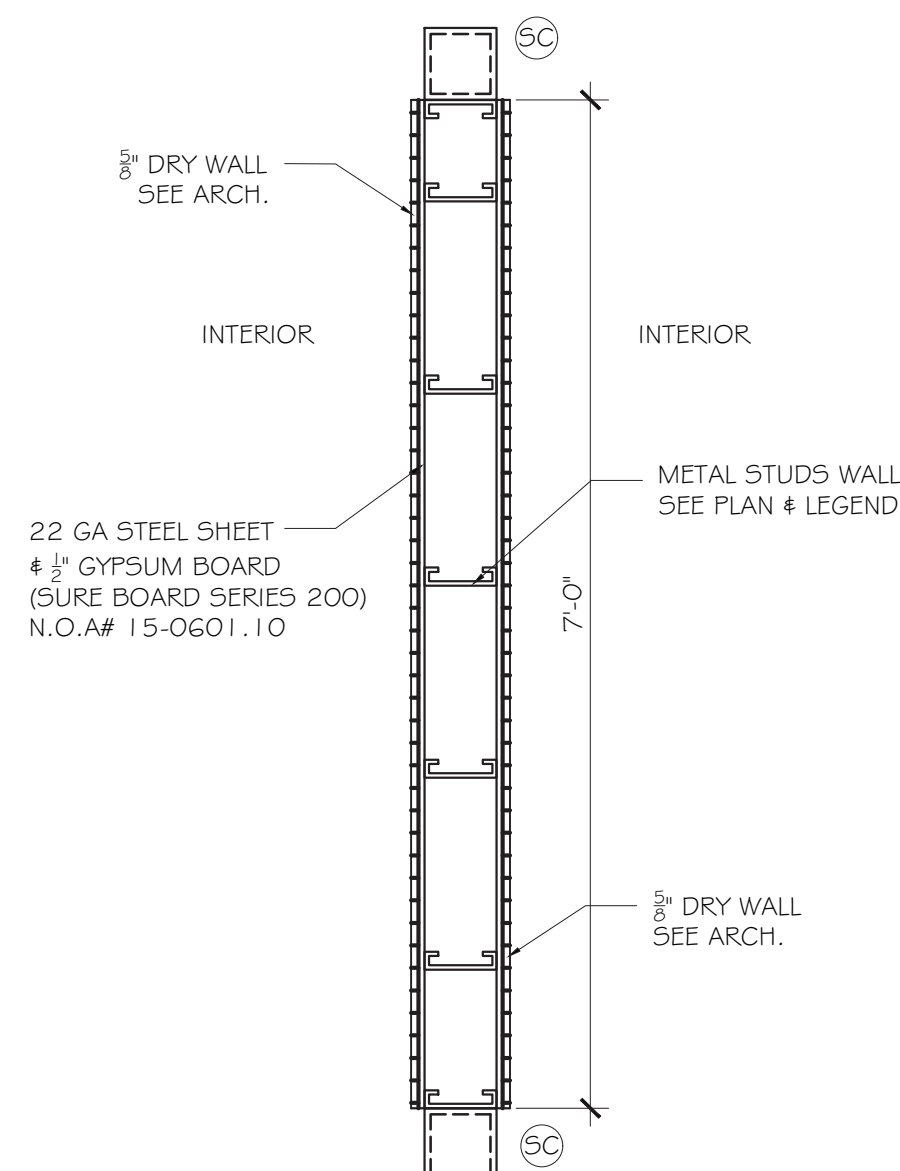 SC
5/8" DRY WALL
SEE ARCH.
INTERIOR
INTERIOR
METAL STUDS WALL
SEE PLAN & LEGEND
22 GA STEEL SHEET
& 1/2" GYPSUM BOARD
(SURE BOARD SERIES 200)
N.O.A# 15-0601.10
7'-0"
5/8" DRY WALL
SEE ARCH.
SC